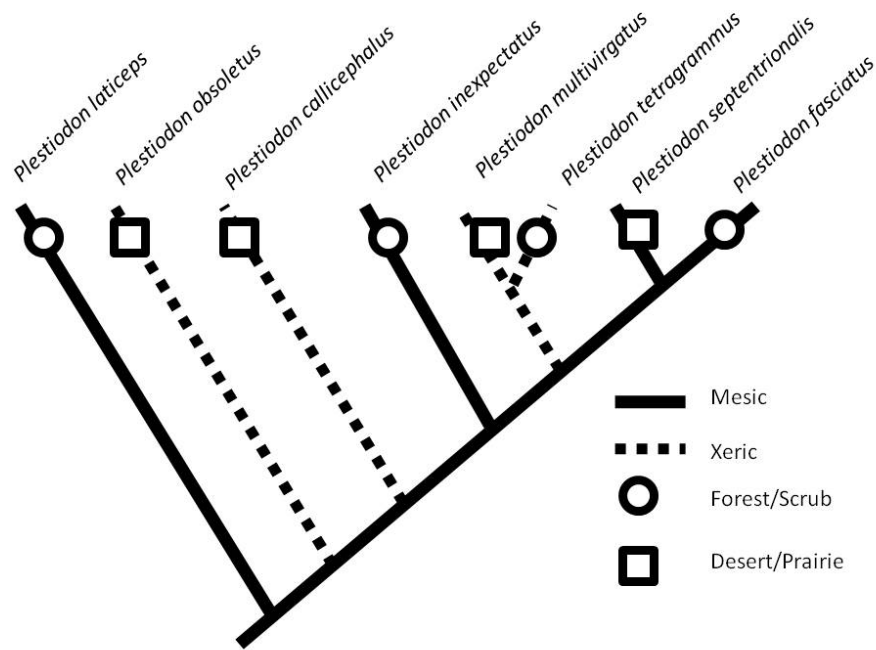 Plestiodon laticeps
Plestiodon obsoletus
Plestiodon callicephalus
Plestiodon inexpectatus
Plestiodon multivirgatus
Plestiodon tetragrammus
Plestiodon septentrionalis
Plestiodon fasciatus
Mesic
Xeric
Forest/Scrub
Desert/Prairie